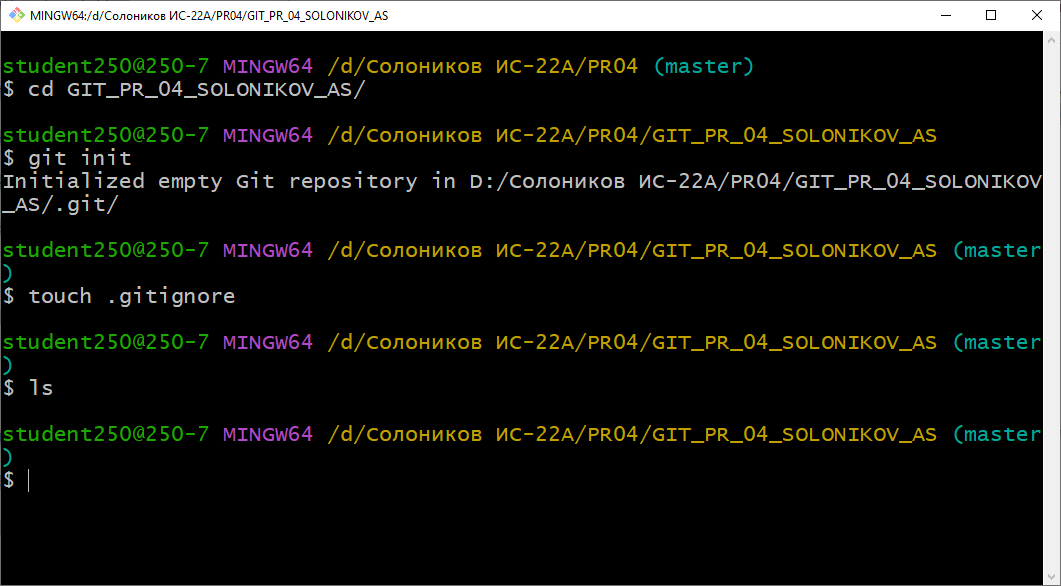 MINGW64:/d/Солоников ИС-22А/PR04/GIT_PR_04_SOLONIKOV_AS
student250@250-7 MINGW64 /d/Солоников ИС-22А/PR04 (master)
$ cd GIT_PR_04_SOLONIKOV_AS/
student250@250-7 MINGW64 /d/Солоников ИС-22А/PR04/GIT_PR_04_SOLONIKOV_AS
$ git init
Initialized empty Git repository in D:/Солоников ИС-22А/PR04/GIT_PR_04_SOLONIKOV
_AS/.git/
student250@250-7 MINGW64 /d/Солоников ИС-22А/PR04/GIT_PR_04_SOLONIKOV_AS (master
)
$ touch .gitignore
student250@250-7 MINGW64 /d/Солоников ИС-22А/PR04/GIT_PR_04_SOLONIKOV_AS (master
)
$ ls
student250@250-7 MINGW64 /d/Солоников ИС-22А/PR04/GIT_PR_04_SOLONIKOV_AS (master
)
$